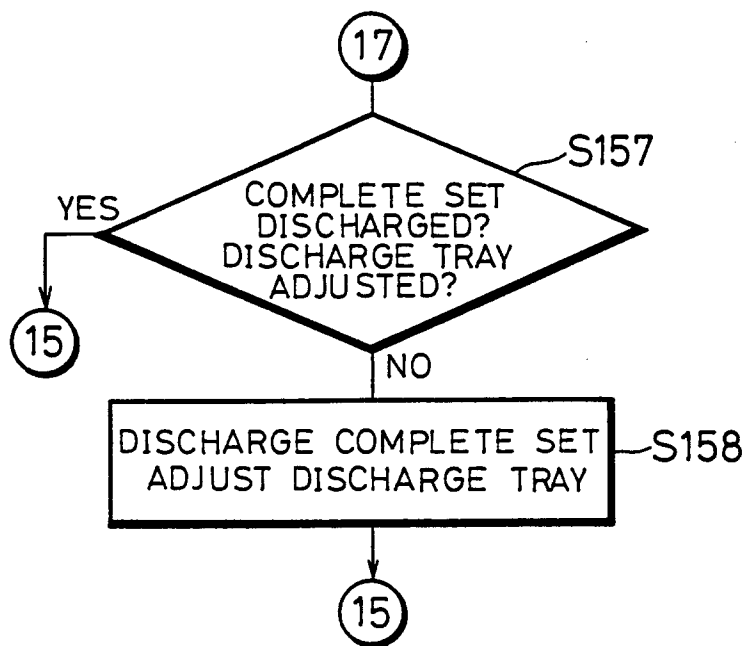 17
S157
COMPLETE SET
DISCHARGED?
DISCHARGE TRAY
ADJUSTED?
YES
15
NO
DISCHARGE COMPLETE SET
ADJUST DISCHARGE TRAY
S158
15